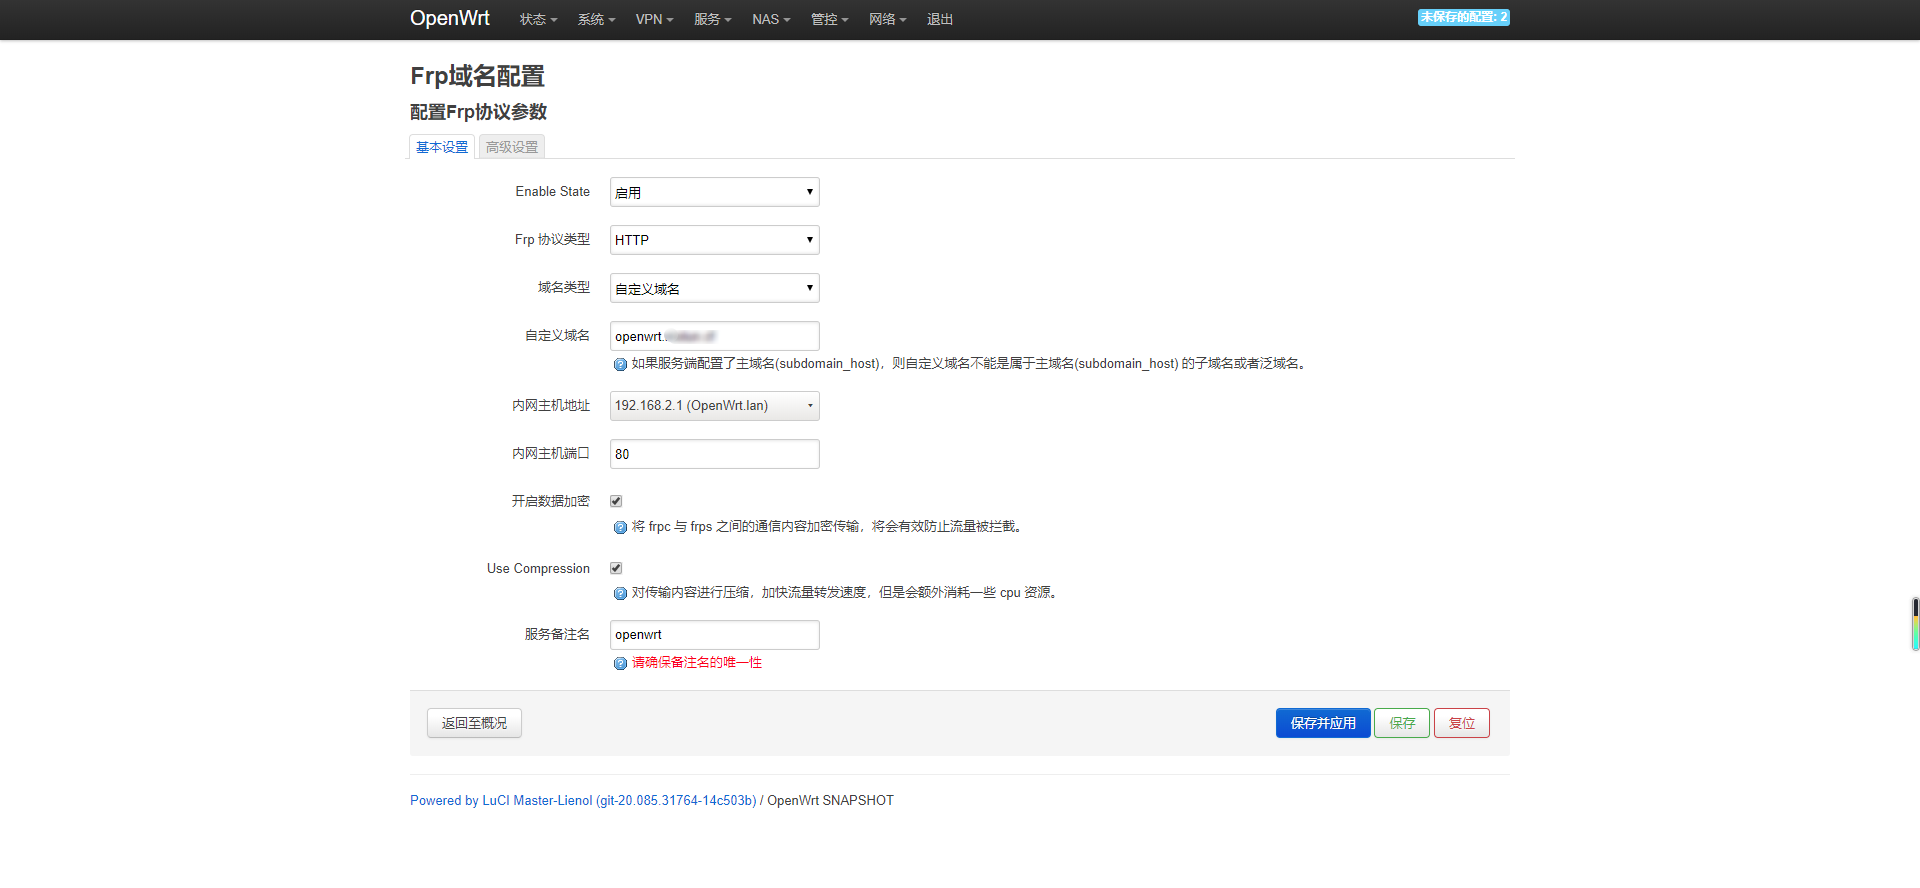 OpenWrt 状态 系统 VPN 服务 NAS 管控 网络 退出 未保存的配置: 2
Frp域名配置
配置Frp协议参数
基本设置 高级设置
Enable State 启用
Frp 协议类型 HTTP
域名类型 自定义域名
自定义域名 openwrt.
如果服务端配置了主域名(subdomain_host)，则自定义域名不能是属于主域名(subdomain_host) 的子域名或者泛域名。
内网主机地址 192.168.2.1 (OpenWrt.lan)
内网主机端口 80
开启数据加密
将 frpc 与 frps 之间的通信内容加密传输，将会有效防止流量被拦截。
Use Compression
对传输内容进行压缩，加快流量转发速度，但是会额外消耗一些 cpu 资源。
服务备注名 openwrt
请确保备注名的唯一性
返回至概况 保存并应用 保存 复位
Powered by LuCI Master-Lienol (git-20.085.31764-14c503b) / OpenWrt SNAPSHOT